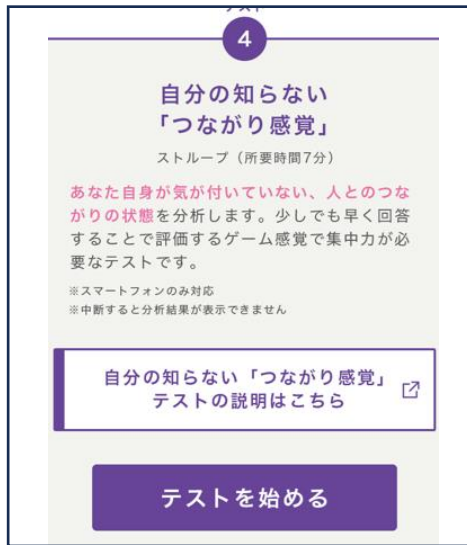 テスト
4
自分の知らない
「つながり感覚」
ストループ（所要時間7分）
あなた自身が気が付いていない、人とのつな
がりの状態を分析します。少しでも早く回答
することで評価するゲーム感覚で集中力が必
要なテストです。
※スマートフォンのみ対応
※中断すると分析結果が表示できません
自分の知らない「つながり感覚」
テストの説明はこちら
テストを始める